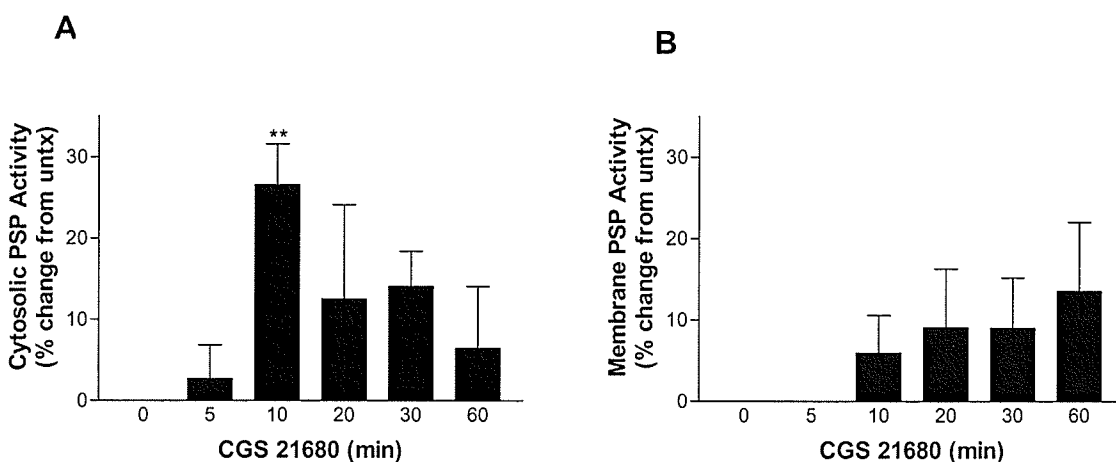 A
Cytosolic PSP Activity
(% change from untx)
30
20
10
0
**
0 5 10 20 30 60
CGS 21680 (min)
B
Membrane PSP Activity
(% change from untx)
30
20
10
0
0 5 10 20 30 60
CGS 21680 (min)